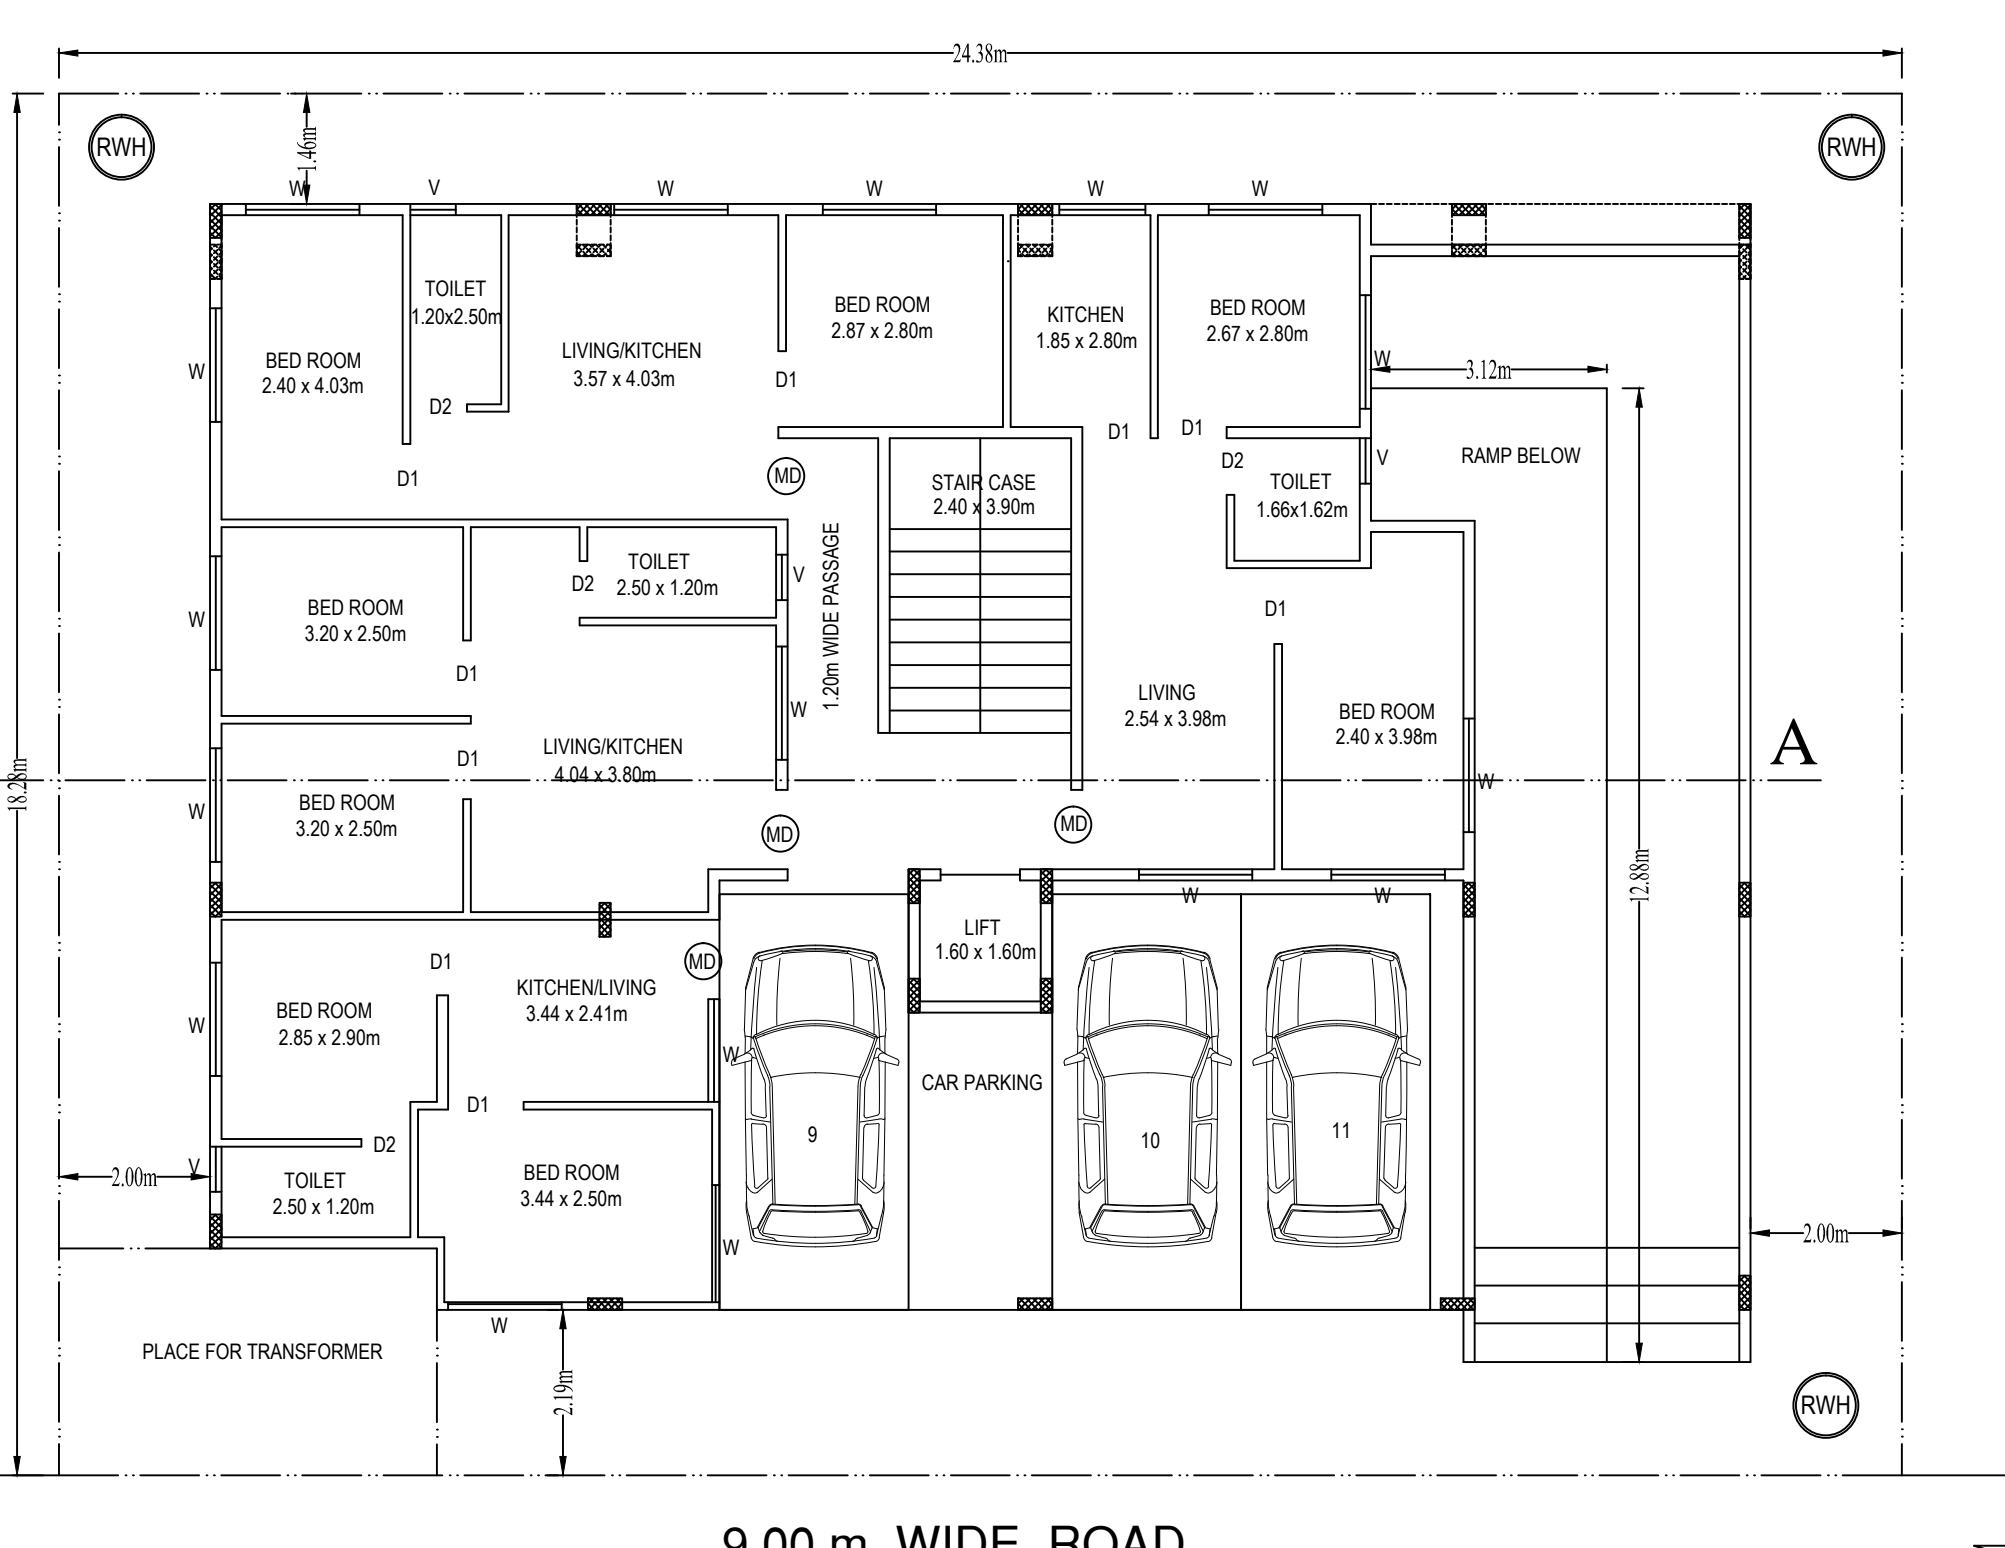 24.38m
RWH
1.46m
RWH
W
V
W
W
W
W
TOILET
1.20x2.50m
BED ROOM
2.87 x 2.80m
KITCHEN
1.85 x 2.80m
BED ROOM
2.67 x 2.80m
BED ROOM
2.40 x 4.03m
LIVING/KITCHEN
3.57 x 4.03m
W
D1
W
3.12m
D2
D1
D1
D1
MD
STAIR CASE
2.40 x 3.90m
D2
TOILET
1.66x1.62m
V
RAMP BELOW
TOILET
2.50 x 1.20m
D2
V
1.20m WIDE PASSAGE
BED ROOM
3.20 x 2.50m
W
D1
D1
W
LIVING
2.54 x 3.98m
BED ROOM
2.40 x 3.98m
LIVING/KITCHEN
4.04 x 3.80m
D1
A
18.28m
W
W
BED ROOM
3.20 x 2.50m
MD
MD
12.88m
W
W
LIFT
1.60 x 1.60m
D1
MD
KITCHEN/LIVING
3.44 x 2.41m
BED ROOM
2.85 x 2.90m
W
W
CAR PARKING
D1
9
10
11
D2
V
2.00m
TOILET
2.50 x 1.20m
BED ROOM
3.44 x 2.50m
W
2.00m
W
PLACE FOR TRANSFORMER
2.19m
RWH
9.00 m WIDE ROAD